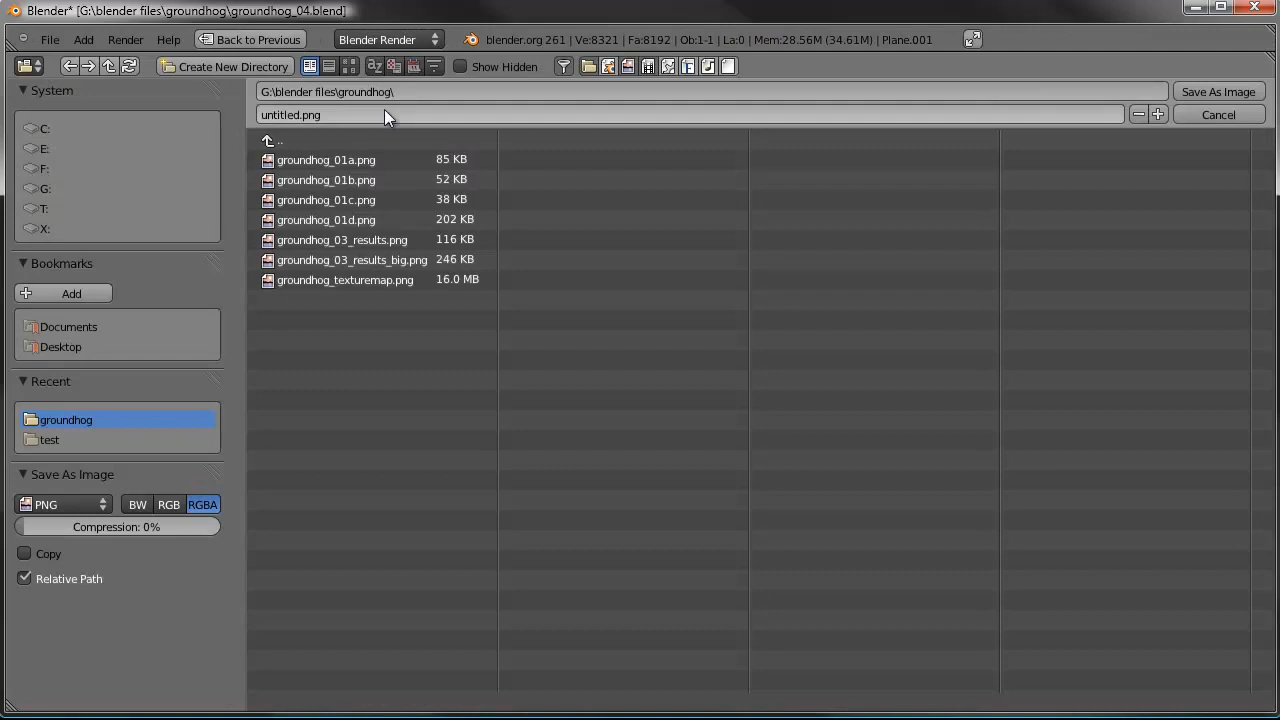 Blender* [G:\blender files\groundhog\groundhog_04.blend]
File Add Render Help Back to Previous Blender Render blender.org 261 | Ve:8321 | Fa:8192 | Ob:1-1 | La:0 | Mem:28.56M (34.61M) | Plane.001
Create New Directory Show Hidden
System
G:\blender files\groundhog\ Save As Image
untitled.png Cancel
C:
E:
F:
G:
T:
X:
..
groundhog_01a.png 85 KB
groundhog_01b.png 52 KB
groundhog_01c.png 38 KB
groundhog_01d.png 202 KB
groundhog_03_results.png 116 KB
groundhog_03_results_big.png 246 KB
groundhog_texturemap.png 16.0 MB
Bookmarks
Add
Documents
Desktop
Recent
groundhog
test
Save As Image
PNG BW RGB RGBA
Compression: 0%
Copy
Relative Path